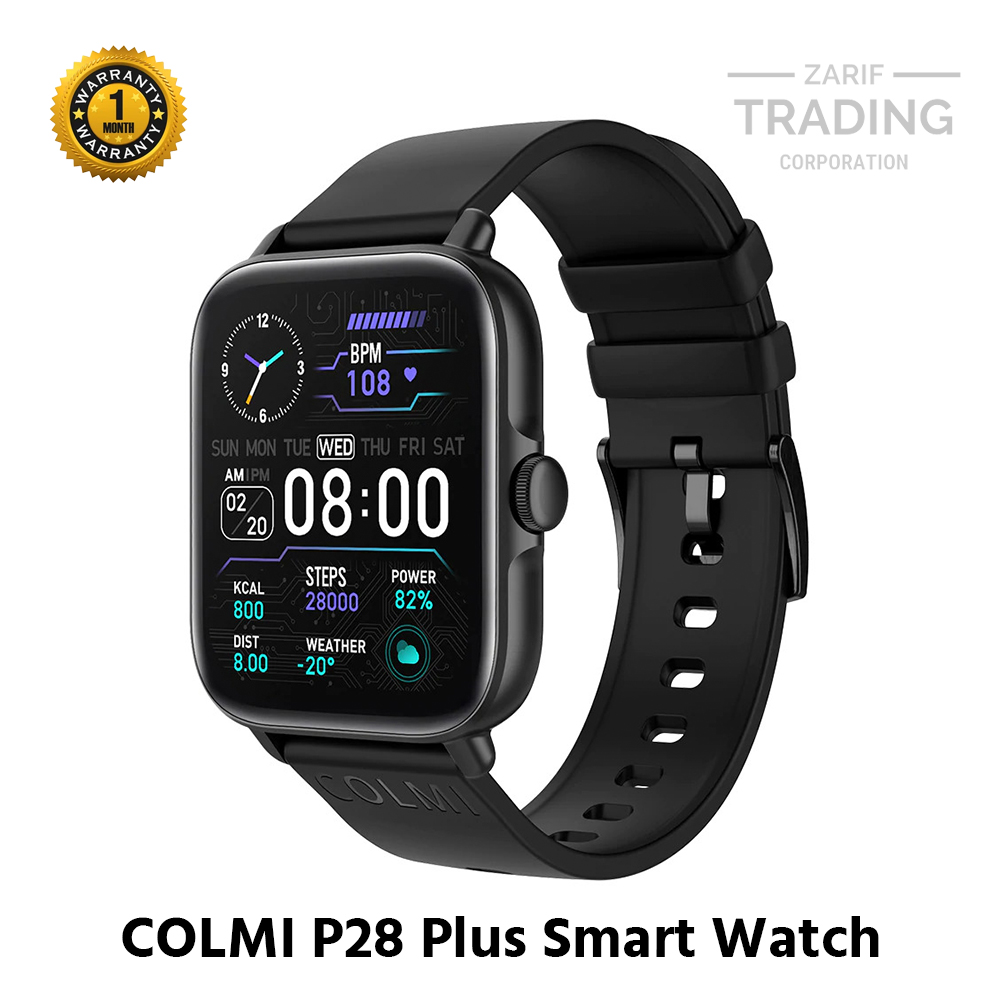 WARRANTY
1
MONTH
WARRANTY
ZARIF
TRADING
CORPORATION
12
9
3
6
BPM
108
SUN MON TUE WED THU FRI SAT
AM|PM
02
20
08:00
KCAL
800
STEPS
28000
POWER
82%
DIST
8.00
WEATHER
-20°
COLMI
COLMI P28 Plus Smart Watch